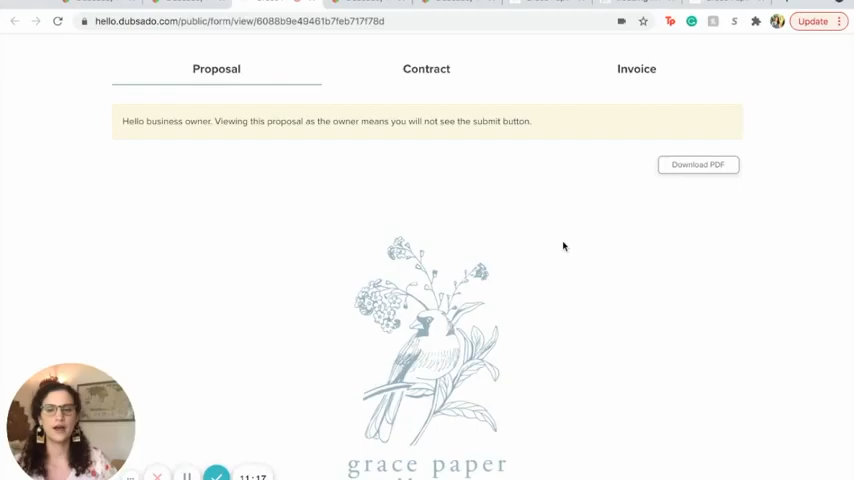 hello.dubsado.com/public/form/view/6088b9e49461b7feb717f78d
Update
Proposal
Contract
Invoice
Hello business owner. Viewing this proposal as the owner means you will not see the submit button.
Download PDF
grace paper
11:17